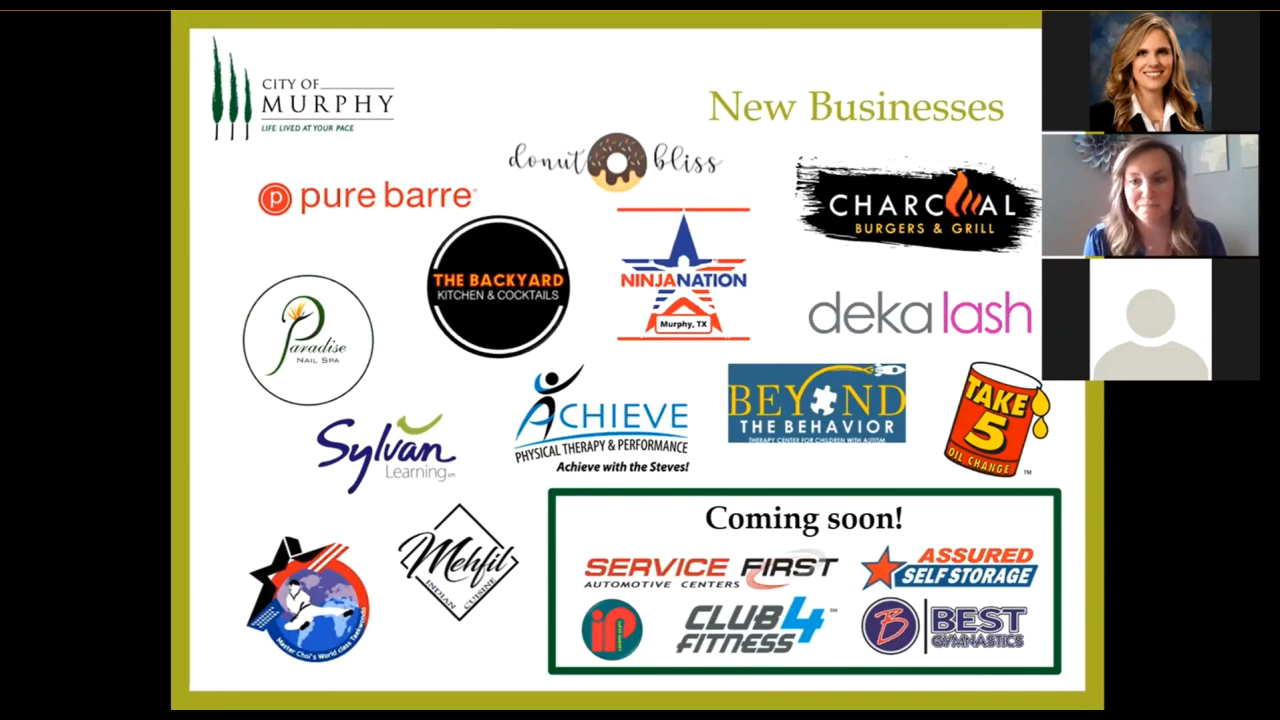 CITY OF
MURPHY
LIFE LIVED AT YOUR PACE
New Businesses
donut bliss
pure barre
CHARCOAL
BURGERS & GRILL
THE BACKYARD
KITCHEN & COCKTAILS
NINJANATION
Murphy, TX
Paradise
NAIL SPA
deka lash
ACHIEVE
PHYSICAL THERAPY & PERFORMANCE
Achieve with the Steves!
BEYOND
THE BEHAVIOR
THERAPY CENTER FOR CHILDREN WITH AUTISM
TAKE
5
OIL CHANGE
TM
Sylvan
Learning
Mehfil
INDIAN
CUISINE
Master Choi's World class Taekwondo
Coming soon!
SERVICE FIRST
AUTOMOTIVE CENTERS
ASSURED
SELF STORAGE
CLUB 4
FITNESS
B
BEST
GYMNASTICS